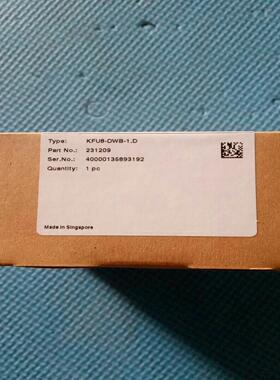 Type: KFU8-DWB-1.D
Part No.: 231209
Ser.No.: 40000135893192
Quantity: 1 pc
Made in Singapore